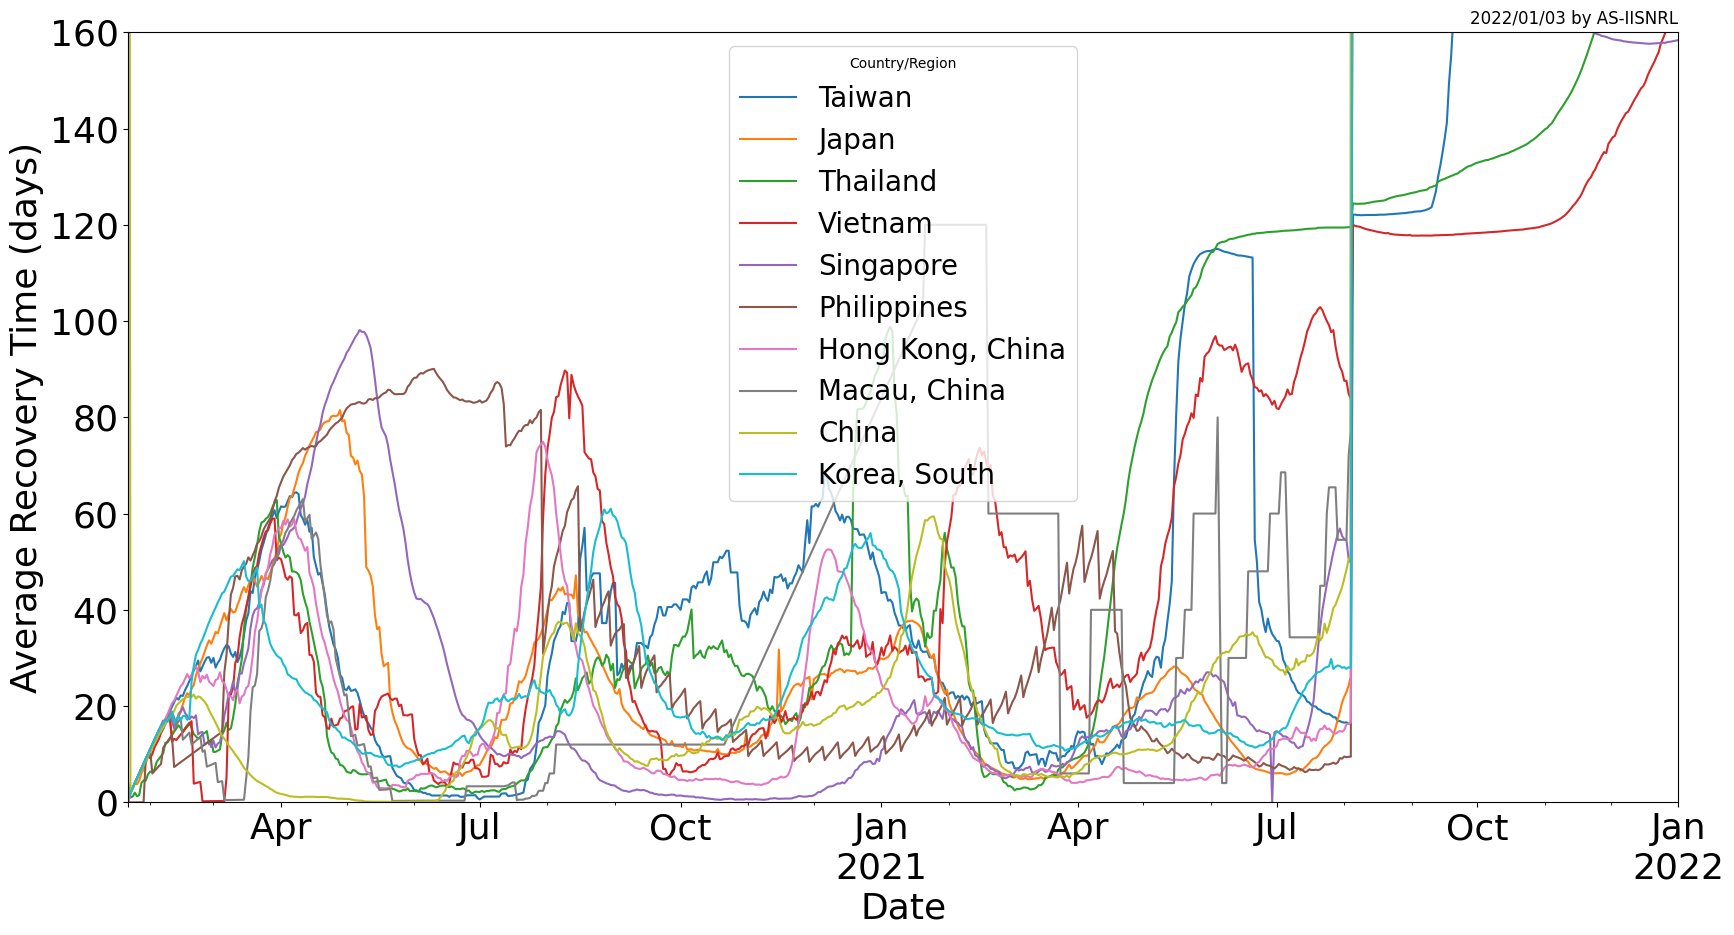 2022/01/03 by AS-IISNRL
Average Recovery Time (days)
160
140
120
100
80
60
40
20
0
Country/Region
Taiwan
Japan
Thailand
Vietnam
Singapore
Philippines
Hong Kong, China
Macau, China
China
Korea, South
Apr
Jul
Oct
Jan
2021
Apr
Jul
Oct
Jan
2022
Date